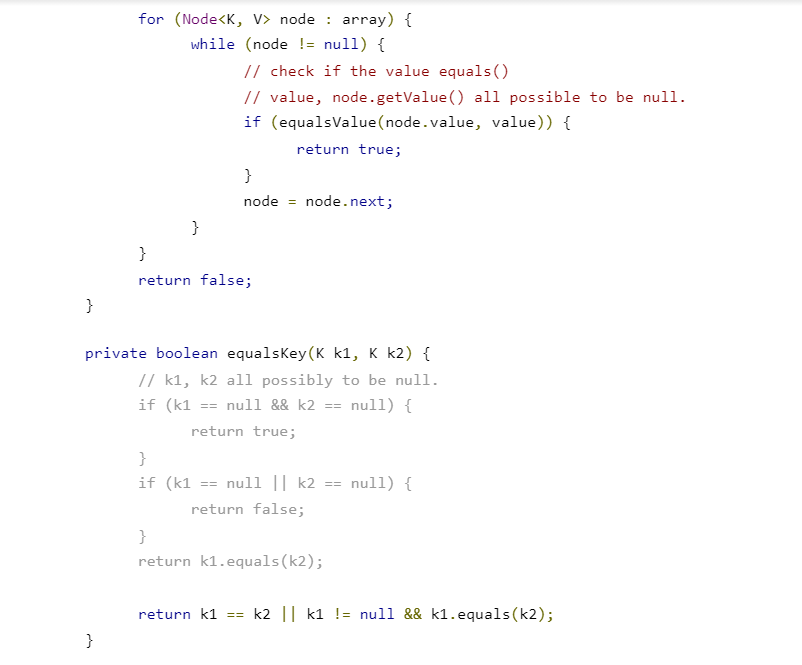 for (Node<K, V> node : array) {
while (node != null) {
// check if the value equals()
// value, node.getValue() all possible to be null.
if (equalsValue(node.value, value)) {
return true;
}
node = node.next;
}
}
return false;
}
private boolean equalsKey(K k1, K k2) {
// k1, k2 all possibly to be null.
if (k1 == null && k2 == null) {
return true;
}
if (k1 == null || k2 == null) {
return false;
}
return k1.equals(k2);
return k1 == k2 || k1 != null && k1.equals(k2);
}